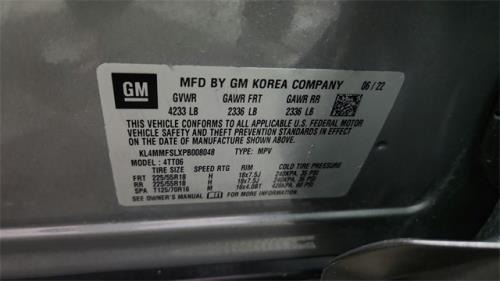 GM MFD BY GM KOREA COMPANY 06/22
GVWR GAWR FRT GAWR RR
4233 LB 2336 LB 2336 LB
THIS VEHICLE CONFORMS TO ALL APPLICABLE U.S. FEDERAL MOTOR
VEHICLE SAFETY AND THEFT PREVENTION STANDARDS IN EFFECT
ON THE DATE OF MANUFACTURE SHOWN ABOVE.
KL4MMFSLXPB008048 TYPE: MPV
MODEL: 4TT06
TIRE SIZE SPEED RTG RIM COLD TIRE PRESSURE
FRT 225/55R18 H 18x7.5J 240KPA, 35 PSI
RR 225/55R18 H 18x7.5J 240KPA, 35 PSI
SPA T125/70R16 M 16x4.0BT 420KPA, 60 PSI
SEE OWNER'S MANUAL FOR MORE INFORMATION.